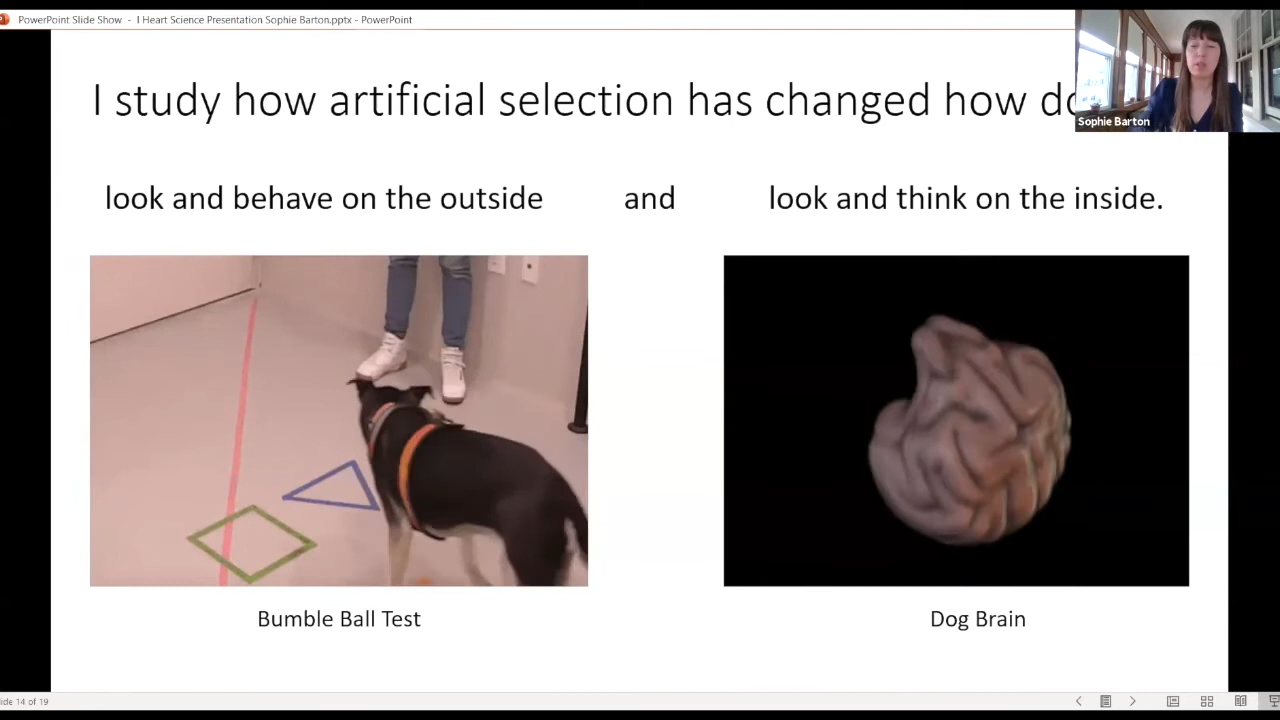 PowerPoint Slide Show - I Heart Science Presentation Sophie Barton.pptx - PowerPoint
I study how artificial selection has changed how
Sophie Barton
look and behave on the outside and look and think on the inside.
Bumble Ball Test Dog Brain
14 of 19